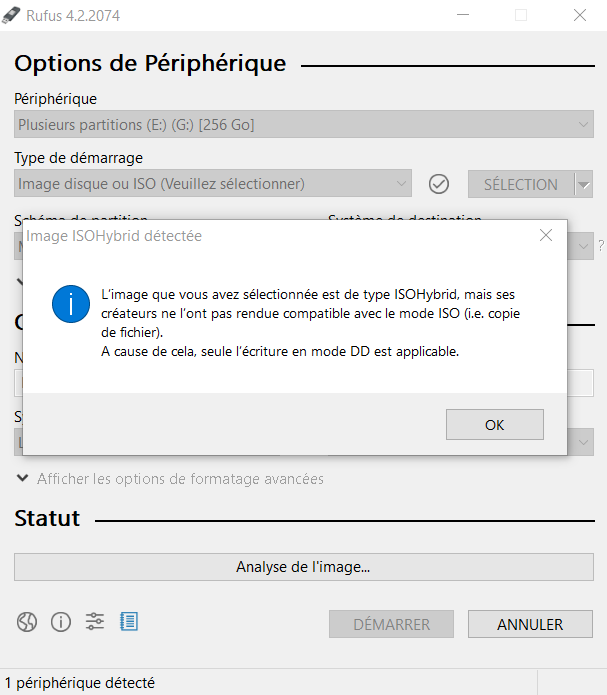 Rufus 4.2.2074
Options de Périphérique
Périphérique
Plusieurs partitions (E:) (G:) [256 Go]
Type de démarrage
Image disque ou ISO (Veuillez sélectionner)
SÉLECTION
Schéma de partition
Système de destination
?
Image ISOHybrid détectée
L'image que vous avez sélectionnée est de type ISOHybrid, mais ses
créateurs ne l'ont pas rendue compatible avec le mode ISO (i.e. copie
de fichier).
A cause de cela, seule l'écriture en mode DD est applicable.
OK
Afficher les options de formatage avancées
Statut
Analyse de l'image...
DÉMARRER
ANNULER
1 périphérique détecté